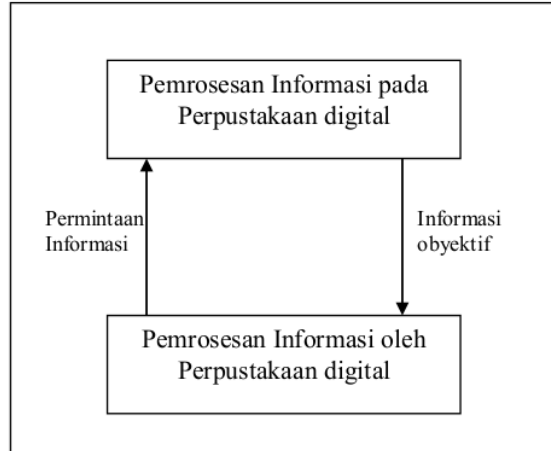 Pemrosesan Informasi pada
Perpustakaan digital
Permintaan
Informasi
Informasi
obyektif
Pemrosesan Informasi oleh
Perpustakaan digital